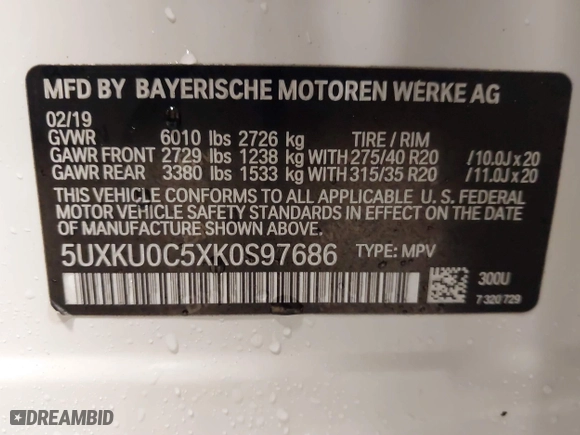 MFD BY BAYERISCHE MOTOREN WERKE AG
02/19
GVWR 6010 lbs 2726 kg TIRE / RIM
GAWR FRONT 2729 lbs 1238 kg WITH 275/40 R20 /10.0J x 20
GAWR REAR 3380 lbs 1533 kg WITH 315/35 R20 /11.0J x 20
THIS VEHICLE CONFORMS TO ALL APPLICABLE U. S. FEDERAL
MOTOR VEHICLE SAFETY STANDARDS IN EFFECT ON THE DATE
OF MANUFACTURE SHOWN ABOVE.
5UXKU0C5XK0S97686 TYPE: MPV
300U
7 320 729
DREAMBID